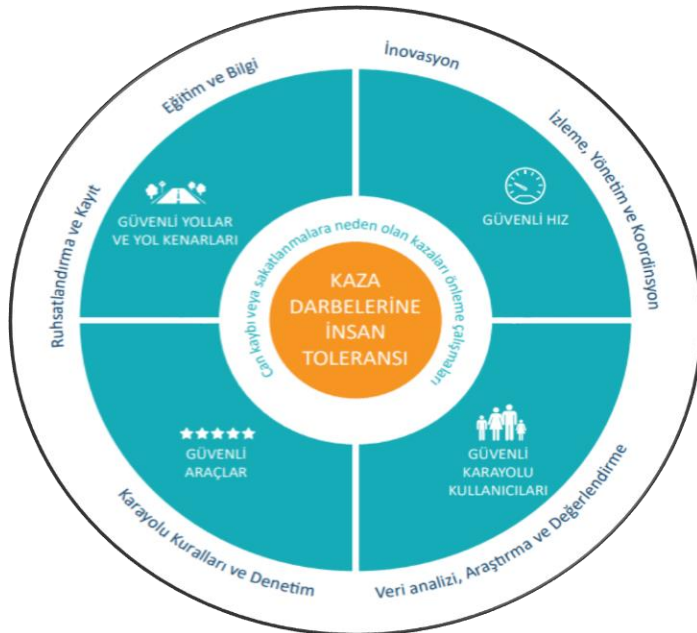 Eğitim ve Bilgi
İnovasyon
İzleme, Yönetim ve Koordinsyon
Ruhsatlandırma ve Kayıt
GÜVENLİ YOLLAR
VE YOL KENARLARI
GÜVENLİ HIZ
Can kaybı veya sakatlanmalara neden olan kazaları önleme çalışmaları
KAZA
DARBELERİNE
İNSAN
TOLERANSI
GÜVENLİ
ARAÇLAR
GÜVENLİ
KARAYOLU
KULLANICILARI
Karayolu Kuralları ve Denetim
Veri analizi, Araştırma ve Değerlendirme